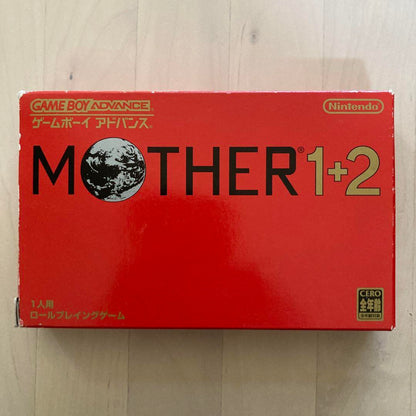 GAME BOY ADVANCE
ゲームボーイ アドバンス®
Nintendo®
MOTHER® 1+2
1人用
ロールプレイングゲーム
CERO
全年齢